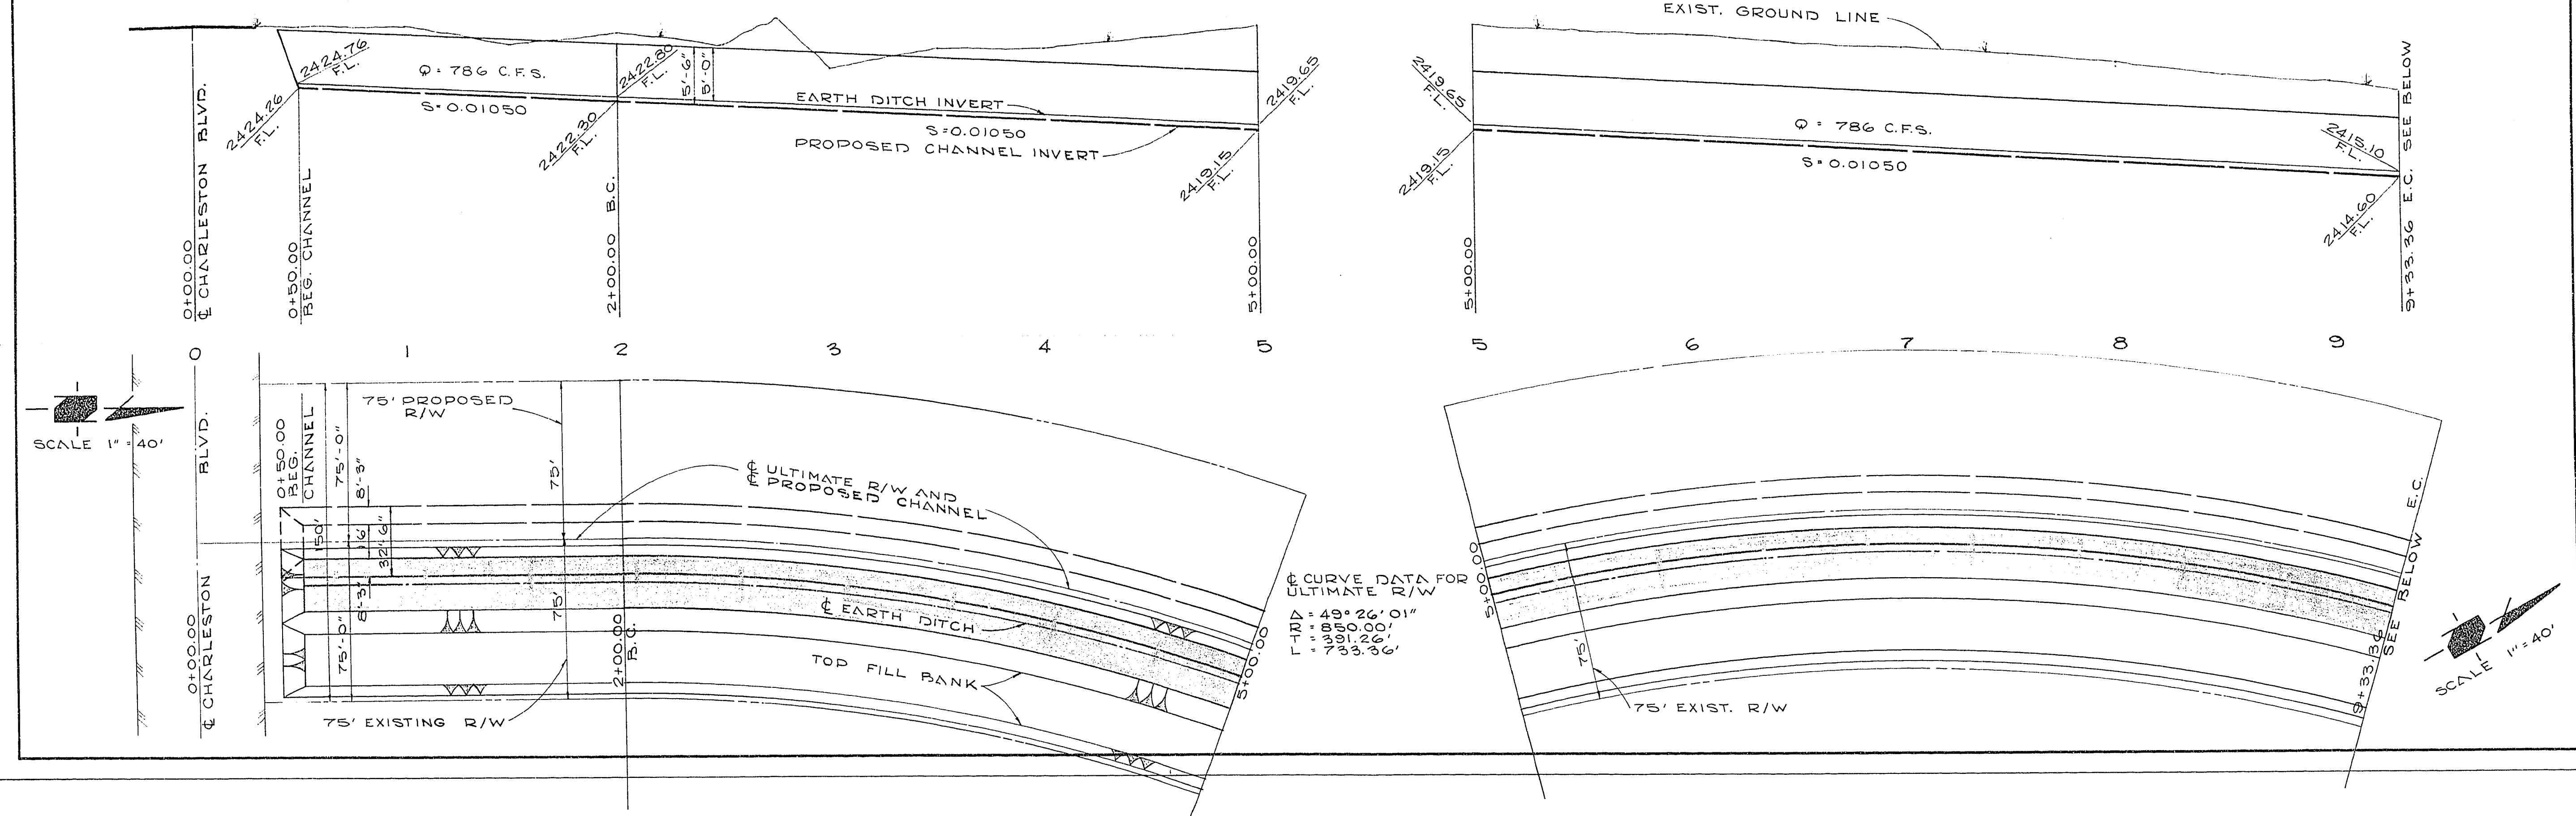 EXIST. GROUND LINE
2424.76
F.L.
Q = 786 C.F.S.
2422.80
F.L.
5'-6"
5'-0"
2419.65
F.L.
2419.65
F.L.
EARTH DITCH INVERT
S=0.01050
S=0.01050
PROPOSED CHANNEL INVERT
Q = 786 C.F.S.
S=0.01050
2415.10
F.L.
2424.26
F.L.
2422.30
F.L.
2419.15
F.L.
2419.15
F.L.
2414.60
F.L.
0+00.00
℄ CHARLESTON BLVD.
0+50.00
BEG. CHANNEL
2+00.00 B.C.
5+00.00
5+00.00
9+33.36 E.C. SEE BELOW
0 1 2 3 4 5
5 6 7 8 9
SCALE 1" = 40'
0+00.00
℄ CHARLESTON BLVD.
0+50.00
BEG.
CHANNEL
150'
75'-0"
75'-0"
8'-3"
16'
32'-6"
8'-3"
75' PROPOSED
R/W
75'
75'
℄ ULTIMATE R/W AND
℄ PROPOSED CHANNEL
℄ EARTH DITCH
2+00.00
B.C.
TOP FILL BANK
75' EXISTING R/W
5+00.00
℄ CURVE DATA FOR
ULTIMATE R/W
Δ = 49° 26' 01"
R = 850.00'
T = 391.26'
L = 733.36'
5+00.00
75'
75' EXIST. R/W
9+33.36 E.C.
SEE BELOW
SCALE 1" = 40'